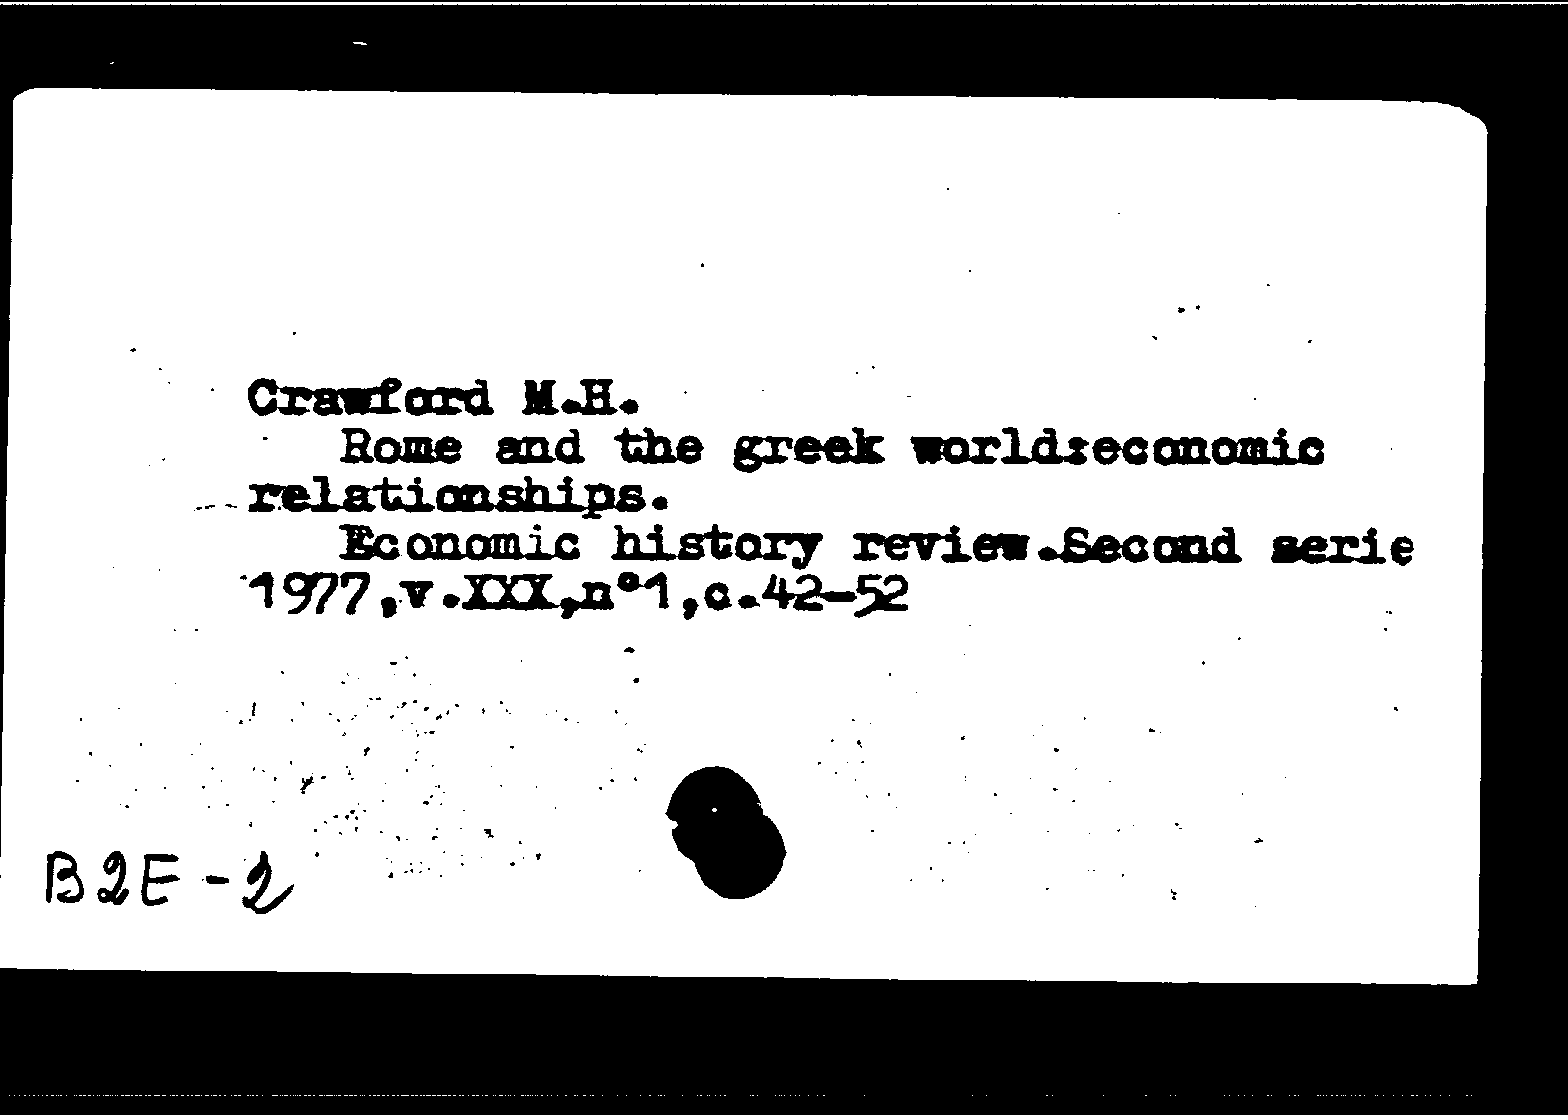 Crawford M.H.
Rome and the greek world:economic
relationships.
Economic history review.Second serie
1977,v.XXX,n°1,c.42-52
B2E-2